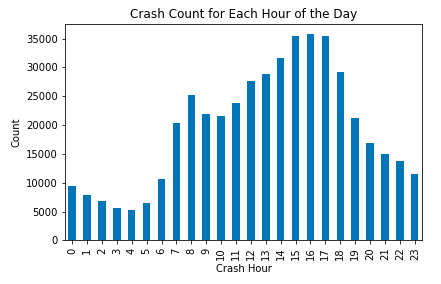 Crash Count for Each Hour of the Day
35000
30000
25000
20000
15000
10000
5000
0
Count
0 1 2 3 4 5 6 7 8 9 10 11 12 13 14 15 16 17 18 19 20 21 22 23
Crash Hour